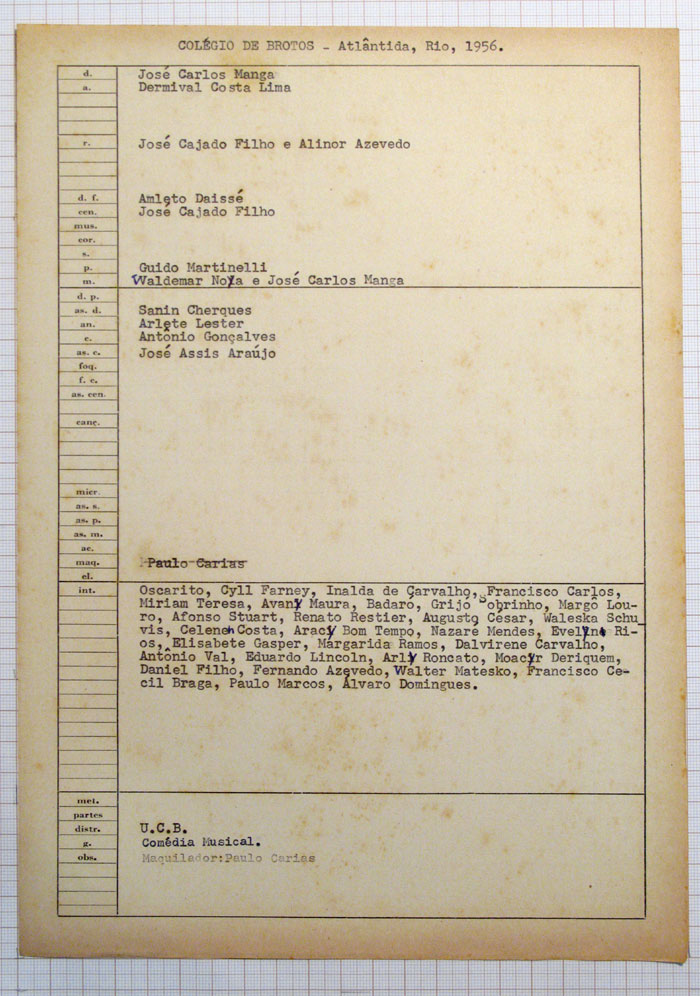 COLÉGIO DE BROTOS - Atlântida, Rio, 1956.
d. José Carlos Manga
a. Dermival Costa Lima
r. José Cajado Filho e Alinor Azevedo
d. f. Amleto Daissé
cen. José Cajado Filho
mus.
cor.
s.
p. Guido Martinelli
m. Waldemar Noya e José Carlos Manga
d. p.
as. d. Sanin Cherques
an. Arlete Lester
c. Antônio Gonçalves
as. c. José Assis Araújo
foq.
f. c.
as. cen.
canç.
micr.
as. s.
as. p.
as. m.
ac.
maq. Paulo Carias
el.
int. Oscarito, Cyll Farney, Inalda de Carvalho, Francisco Carlos,
Miriam Teresa, Avany Maura, Badaro, Grijo Sobrinho, Margô Lou-
ro, Afonso Stuart, Renato Restier, Augusto Cesar, Waleska Schu_
vis, Celeneh Costa, Aracy Bom Tempo, Nazaré Mendes, Ri-
os, Elisabete Gasper, Margarida Ramos, Dalvirene Carvalho,
Antônio Val, Eduardo Lincoln, Arly Roncato, Moacyr Deriquem,
Daniel Filho, Fernando Azevedo, Walter Matesko, Francisco Ce-
cil Braga, Paulo Marcos, Álvaro Domingues.
met.
partes
distr. U.C.B.
g. Comédia Musical.
obs. Maquilador:Paulo Carias